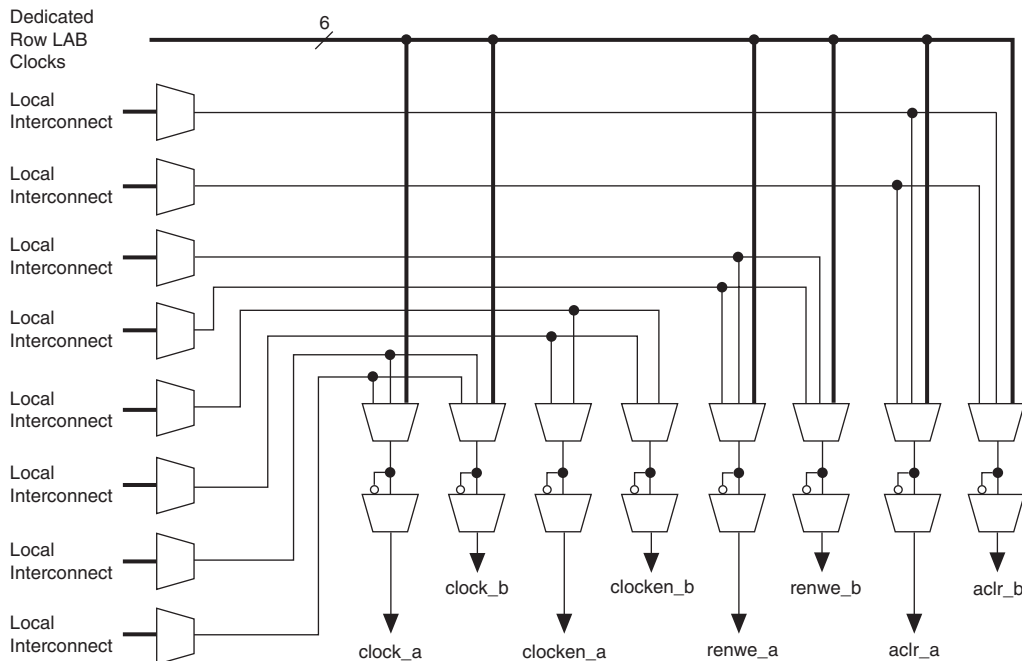 Dedicated
Row LAB
Clocks
6
Local
Interconnect
Local
Interconnect
Local
Interconnect
Local
Interconnect
Local
Interconnect
Local
Interconnect
Local
Interconnect
Local
Interconnect
clock_b
clocken_b
renwe_b
aclr_b
clock_a
clocken_a
renwe_a
aclr_a